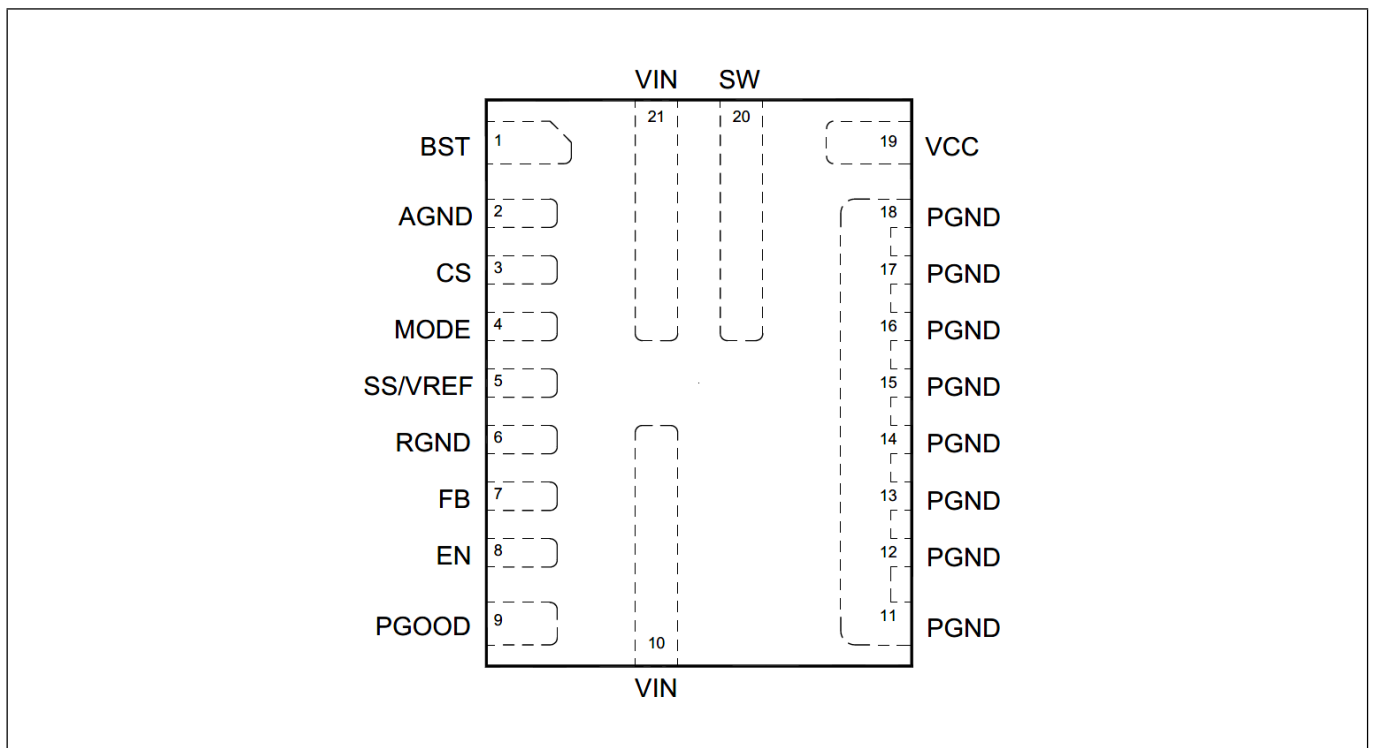 VIN SW
21 20
BST 1 19 VCC
AGND 2 18 PGND
CS 3 17 PGND
MODE 4 16 PGND
SS/VREF 5 15 PGND
RGND 6 14 PGND
FB 7 13 PGND
EN 8 12 PGND
PGOOD 9 11 PGND
10
VIN